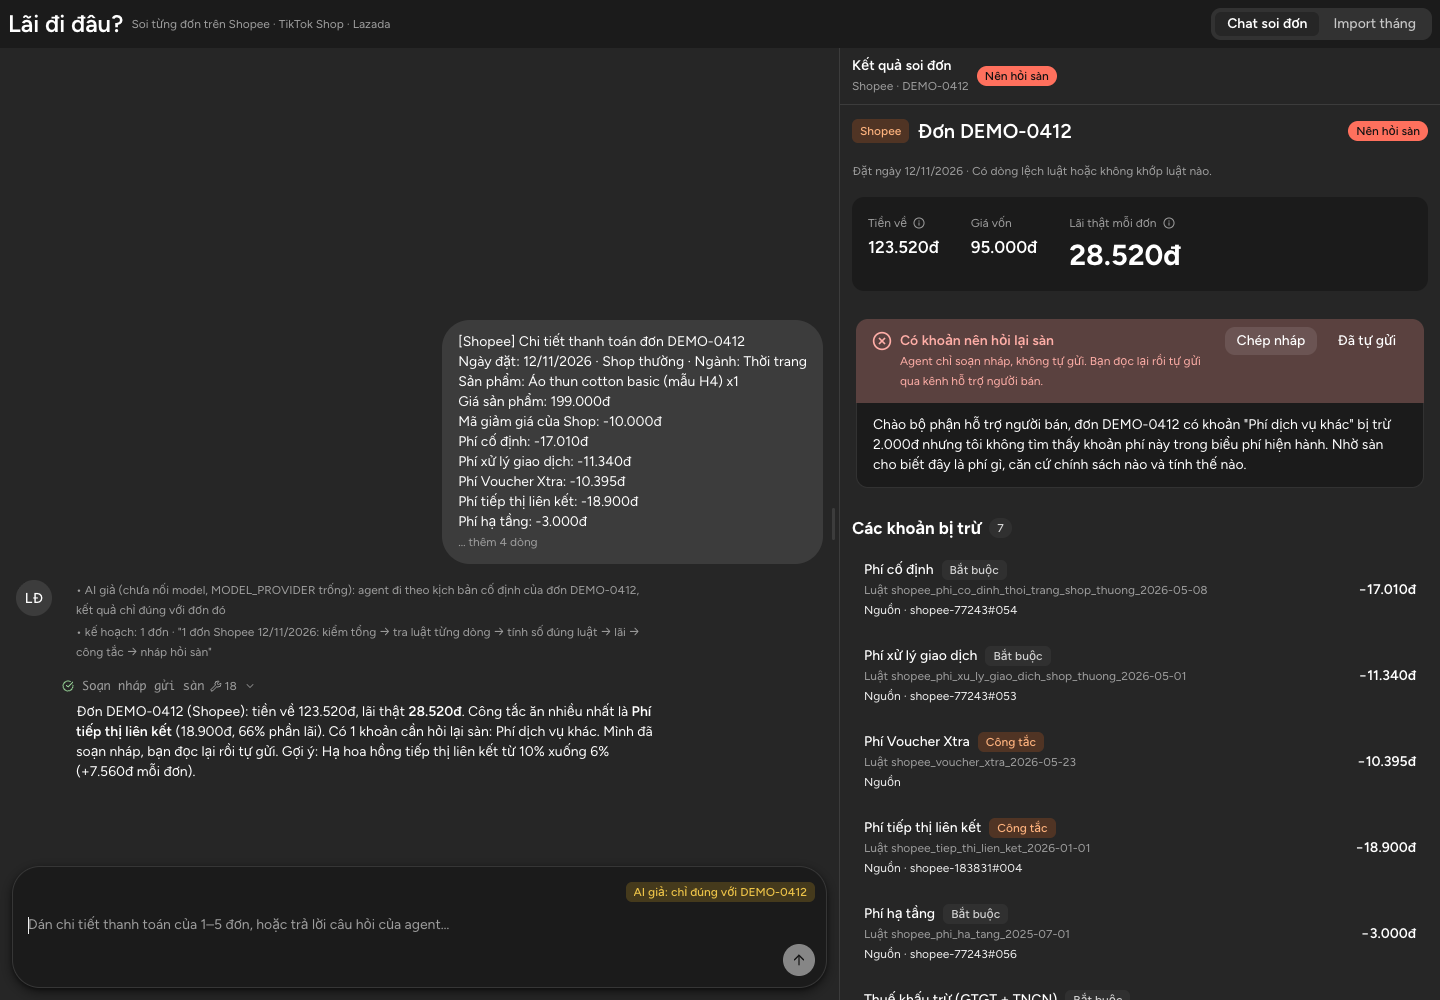 Lãi đi đâu?
Soi từng đơn trên Shopee · TikTok Shop · Lazada
Chat soi đơn
Import tháng
[Shopee] Chi tiết thanh toán đơn DEMO-0412
Ngày đặt: 12/11/2026 · Shop thường · Ngành: Thời trang
Sản phẩm: Áo thun cotton basic (mẫu H4) x1
Giá sản phẩm: 199.000đ
Mã giảm giá của Shop: -10.000đ
Phí cố định: -17.010đ
Phí xử lý giao dịch: -11.340đ
Phí Voucher Xtra: -10.395đ
Phí tiếp thị liên kết: -18.900đ
Phí hạ tầng: -3.000đ
... thêm 4 dòng
LĐ
• AI giả (chưa nối model, MODEL_PROVIDER trống): agent đi theo kịch bản cố định của đơn DEMO-0412,
kết quả chỉ đúng với đơn đó
• kế hoạch: 1 đơn · "1 đơn Shopee 12/11/2026: kiểm tổng → tra luật từng dòng → tính số đúng luật → lãi →
công tắc → nháp hỏi sàn"
Soạn nháp gửi sàn 18
Đơn DEMO-0412 (Shopee): tiền về 123.520đ, lãi thật 28.520đ. Công tắc ăn nhiều nhất là Phí
tiếp thị liên kết (18.900đ, 66% phần lãi). Có 1 khoản cần hỏi lại sàn: Phí dịch vụ khác. Mình đã
soạn nháp, bạn đọc lại rồi tự gửi. Gợi ý: Hạ hoa hồng tiếp thị liên kết từ 10% xuống 6%
(+7.560đ mỗi đơn).
AI giả: chỉ đúng với DEMO-0412
Dán chi tiết thanh toán của 1–5 đơn, hoặc trả lời câu hỏi của agent...
Kết quả soi đơn
Shopee · DEMO-0412
Nên hỏi sàn
Shopee
Đơn DEMO-0412
Nên hỏi sàn
Đặt ngày 12/11/2026 · Có dòng lệch luật hoặc không khớp luật nào.
Tiền về
Giá vốn
Lãi thật mỗi đơn
123.520đ
95.000đ
28.520đ
Có khoản nên hỏi lại sàn
Agent chỉ soạn nháp, không tự gửi. Bạn đọc lại rồi tự gửi
qua kênh hỗ trợ người bán.
Chép nháp
Đã tự gửi
Chào bộ phận hỗ trợ người bán, đơn DEMO-0412 có khoản "Phí dịch vụ khác" bị trừ
2.000đ nhưng tôi không tìm thấy khoản phí này trong biểu phí hiện hành. Nhờ sàn
cho biết đây là phí gì, căn cứ chính sách nào và tính thế nào.
Các khoản bị trừ 7
Phí cố định Bắt buộc
Luật shopee_phi_co_dinh_thoi_trang_shop_thuong_2026-05-08
Nguồn · shopee-77243#054
-17.010đ
Phí xử lý giao dịch Bắt buộc
Luật shopee_phi_xu_ly_giao_dich_shop_thuong_2026-05-01
Nguồn · shopee-77243#053
-11.340đ
Phí Voucher Xtra Công tắc
Luật shopee_voucher_xtra_2026-05-23
Nguồn
-10.395đ
Phí tiếp thị liên kết Công tắc
Luật shopee_tiep_thi_lien_ket_2026-01-01
Nguồn · shopee-183831#004
-18.900đ
Phí hạ tầng Bắt buộc
Luật shopee_phi_ha_tang_2025-07-01
Nguồn · shopee-77243#056
-3.000đ
Thuế khấu trừ (GTGT + TNCN) Bắt buộc